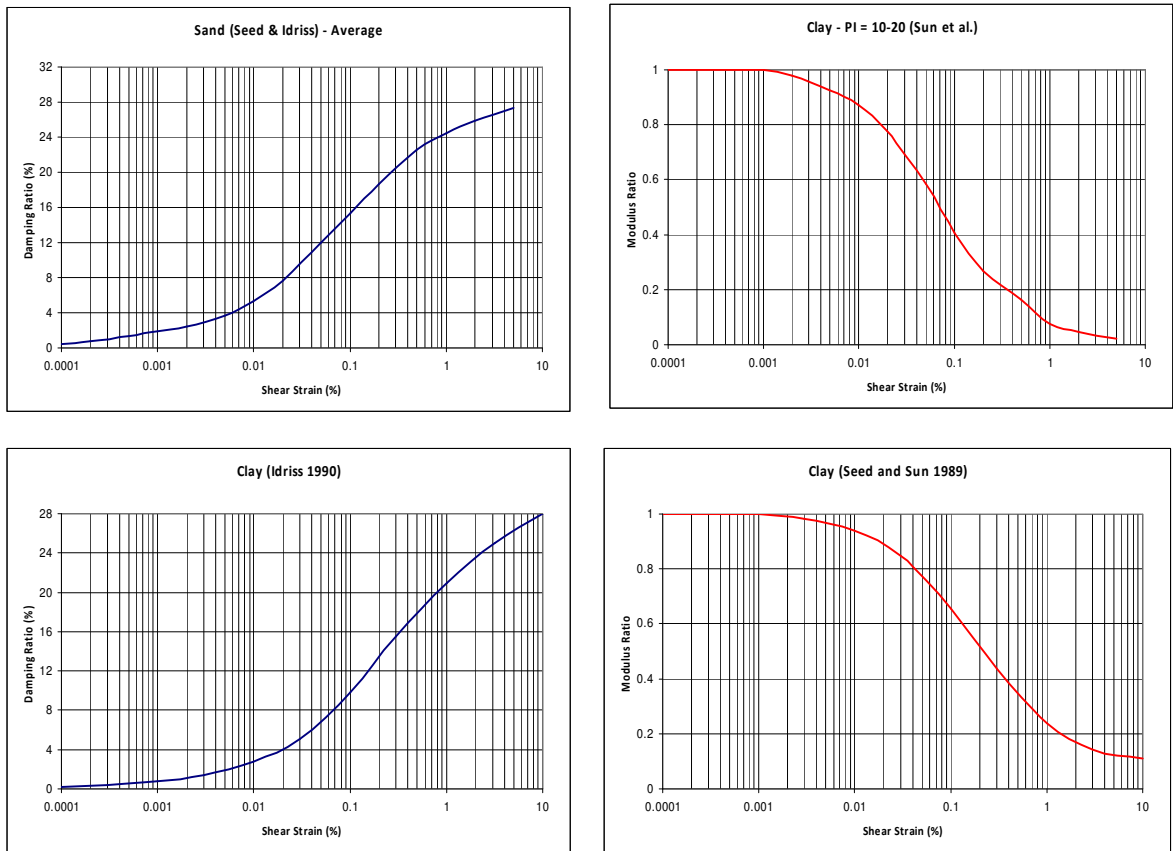 Sand (Seed & Idriss) - Average
32
28
24
20
16
12
8
4
0
Damping Ratio (%)
0.0001 0.001 0.01 0.1 1 10
Shear Strain (%)
Clay - PI = 10-20 (Sun et al.)
1
0.8
0.6
0.4
0.2
0
Modulus Ratio
0.0001 0.001 0.01 0.1 1 10
Shear Strain (%)
Clay (Idriss 1990)
28
24
20
16
12
8
4
0
Damping Ratio (%)
0.0001 0.001 0.01 0.1 1 10
Shear Strain (%)
Clay (Seed and Sun 1989)
1
0.8
0.6
0.4
0.2
0
Modulus Ratio
0.0001 0.001 0.01 0.1 1 10
Shear Strain (%)